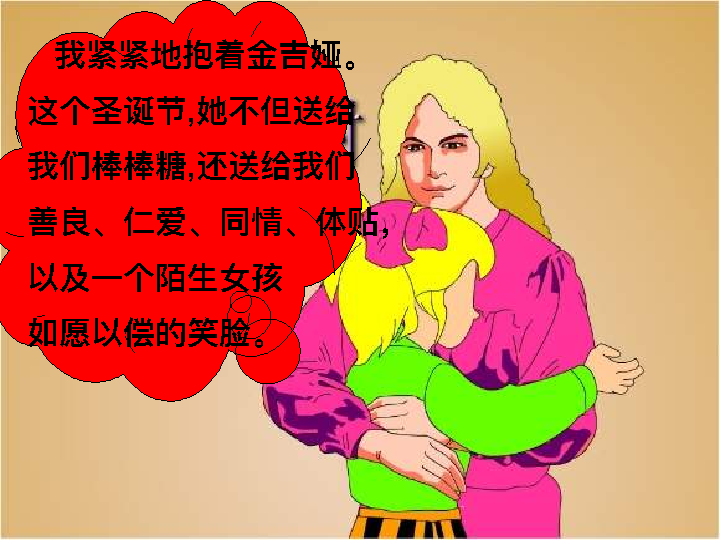 我紧紧地抱着金吉娅。
这个圣诞节,她不但送给
我们棒棒糖,还送给我们
善良、仁爱、同情、体贴,
以及一个陌生女孩
如愿以偿的笑脸。